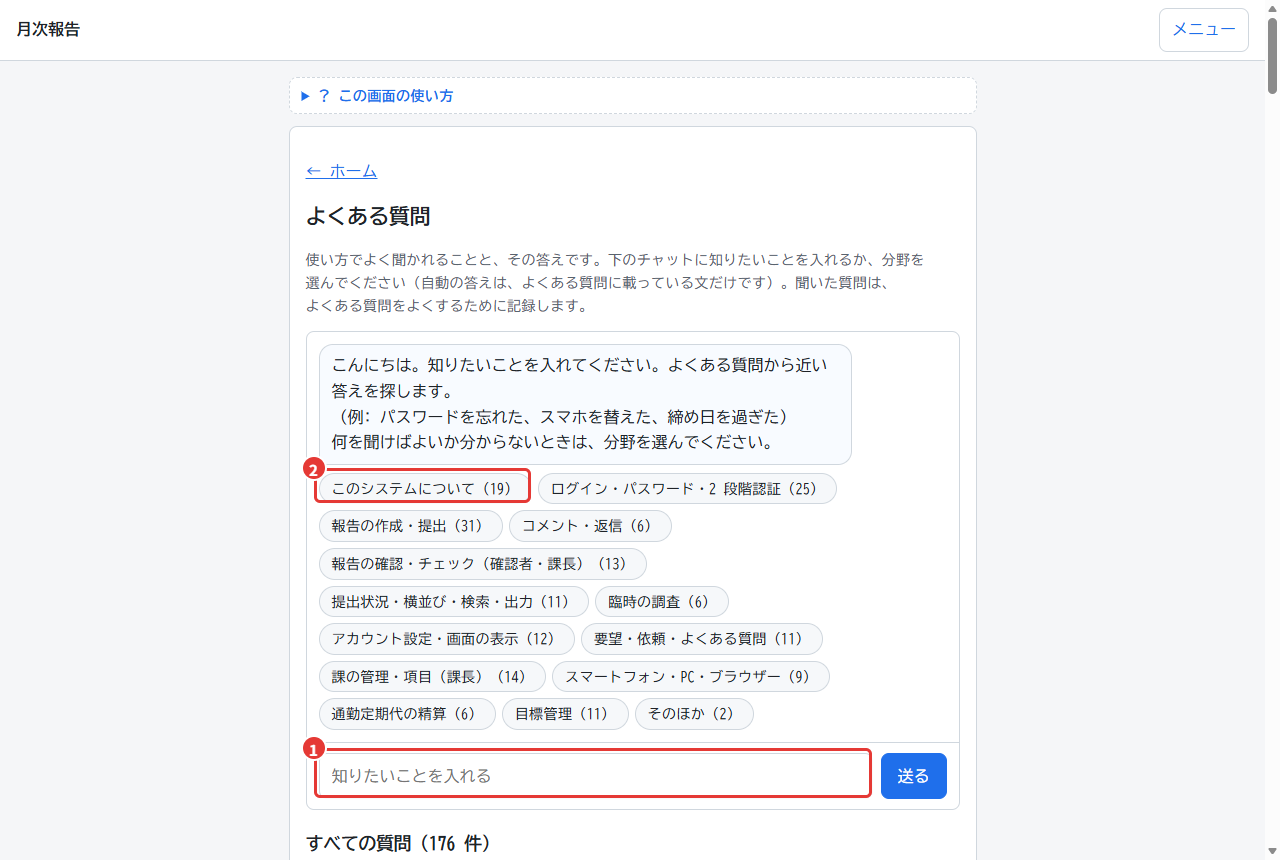 月次報告
メニュー
▶ ? この画面の使い方
← ホーム
よくある質問
使い方でよく聞かれることと、その答えです。下のチャットに知りたいことを入れるか、分野を
選んでください（自動の答えは、よくある質問に載っている文だけです）。聞いた質問は、
よくある質問をよくするために記録します。
こんにちは。知りたいことを入れてください。よくある質問から近い
答えを探します。
（例: パスワードを忘れた、スマホを替えた、締め日を過ぎた）
何を聞けばよいか分からないときは、分野を選んでください。
2
このシステムについて（19） ログイン・パスワード・2 段階認証（25）
報告の作成・提出（31） コメント・返信（6）
報告の確認・チェック（確認者・課長）（13）
提出状況・横並び・検索・出力（11） 臨時の調査（6）
アカウント設定・画面の表示（12） 要望・依頼・よくある質問（11）
課の管理・項目（課長）（14） スマートフォン・PC・ブラウザー（9）
通勤定期代の精算（6） 目標管理（11） そのほか（2）
1
知りたいことを入れる 送る
すべての質問（176 件）